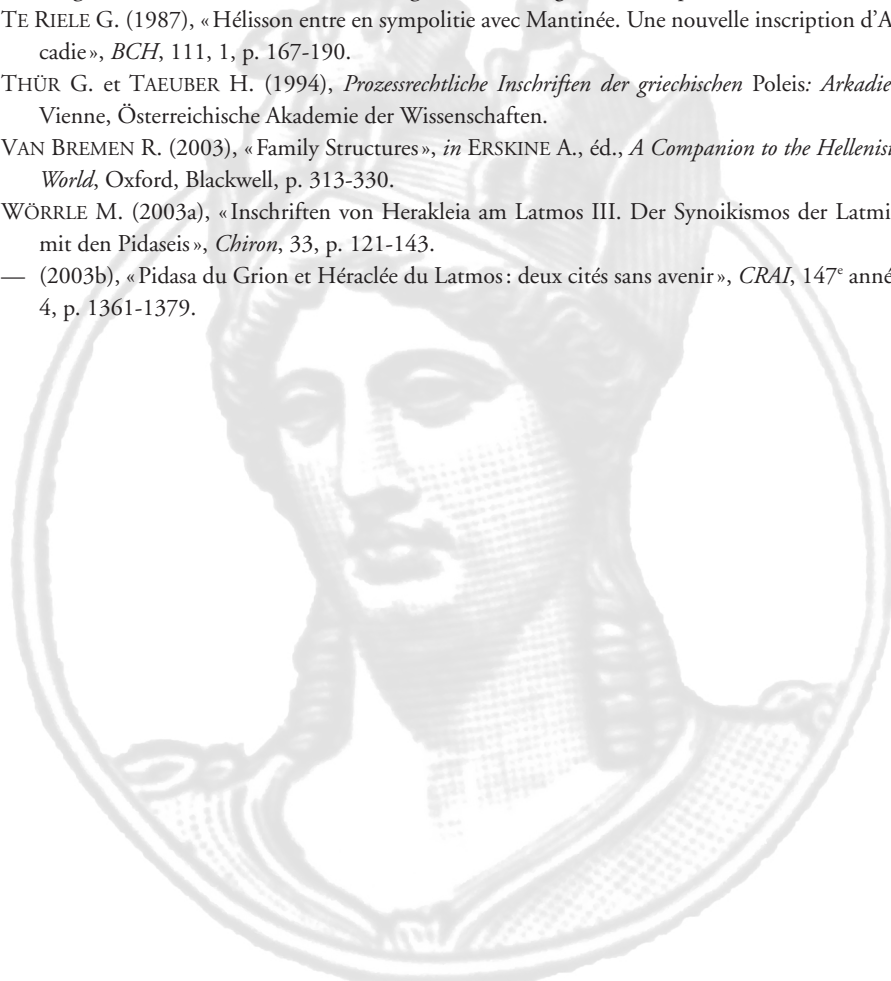 TE RIELE G. (1987), « Hélisson entre en sympolitie avec Mantinée. Une nouvelle inscription d'A
cadie », BCH, 111, 1, p. 167-190.
THÜR G. et TAEUBER H. (1994), Prozessrechtliche Inschriften der griechischen Poleis: Arkadie
Vienne, Österreichische Akademie der Wissenschaften.
VAN BREMEN R. (2003), « Family Structures », in ERSKINE A., éd., A Companion to the Hellenis
World, Oxford, Blackwell, p. 313-330.
WÖRRLE M. (2003a), « Inschriften von Herakleia am Latmos III. Der Synoikismos der Latmi
mit den Pidaseis », Chiron, 33, p. 121-143.
— (2003b), « Pidasa du Grion et Héraclée du Latmos : deux cités sans avenir », CRAI, 147e anné
4, p. 1361-1379.